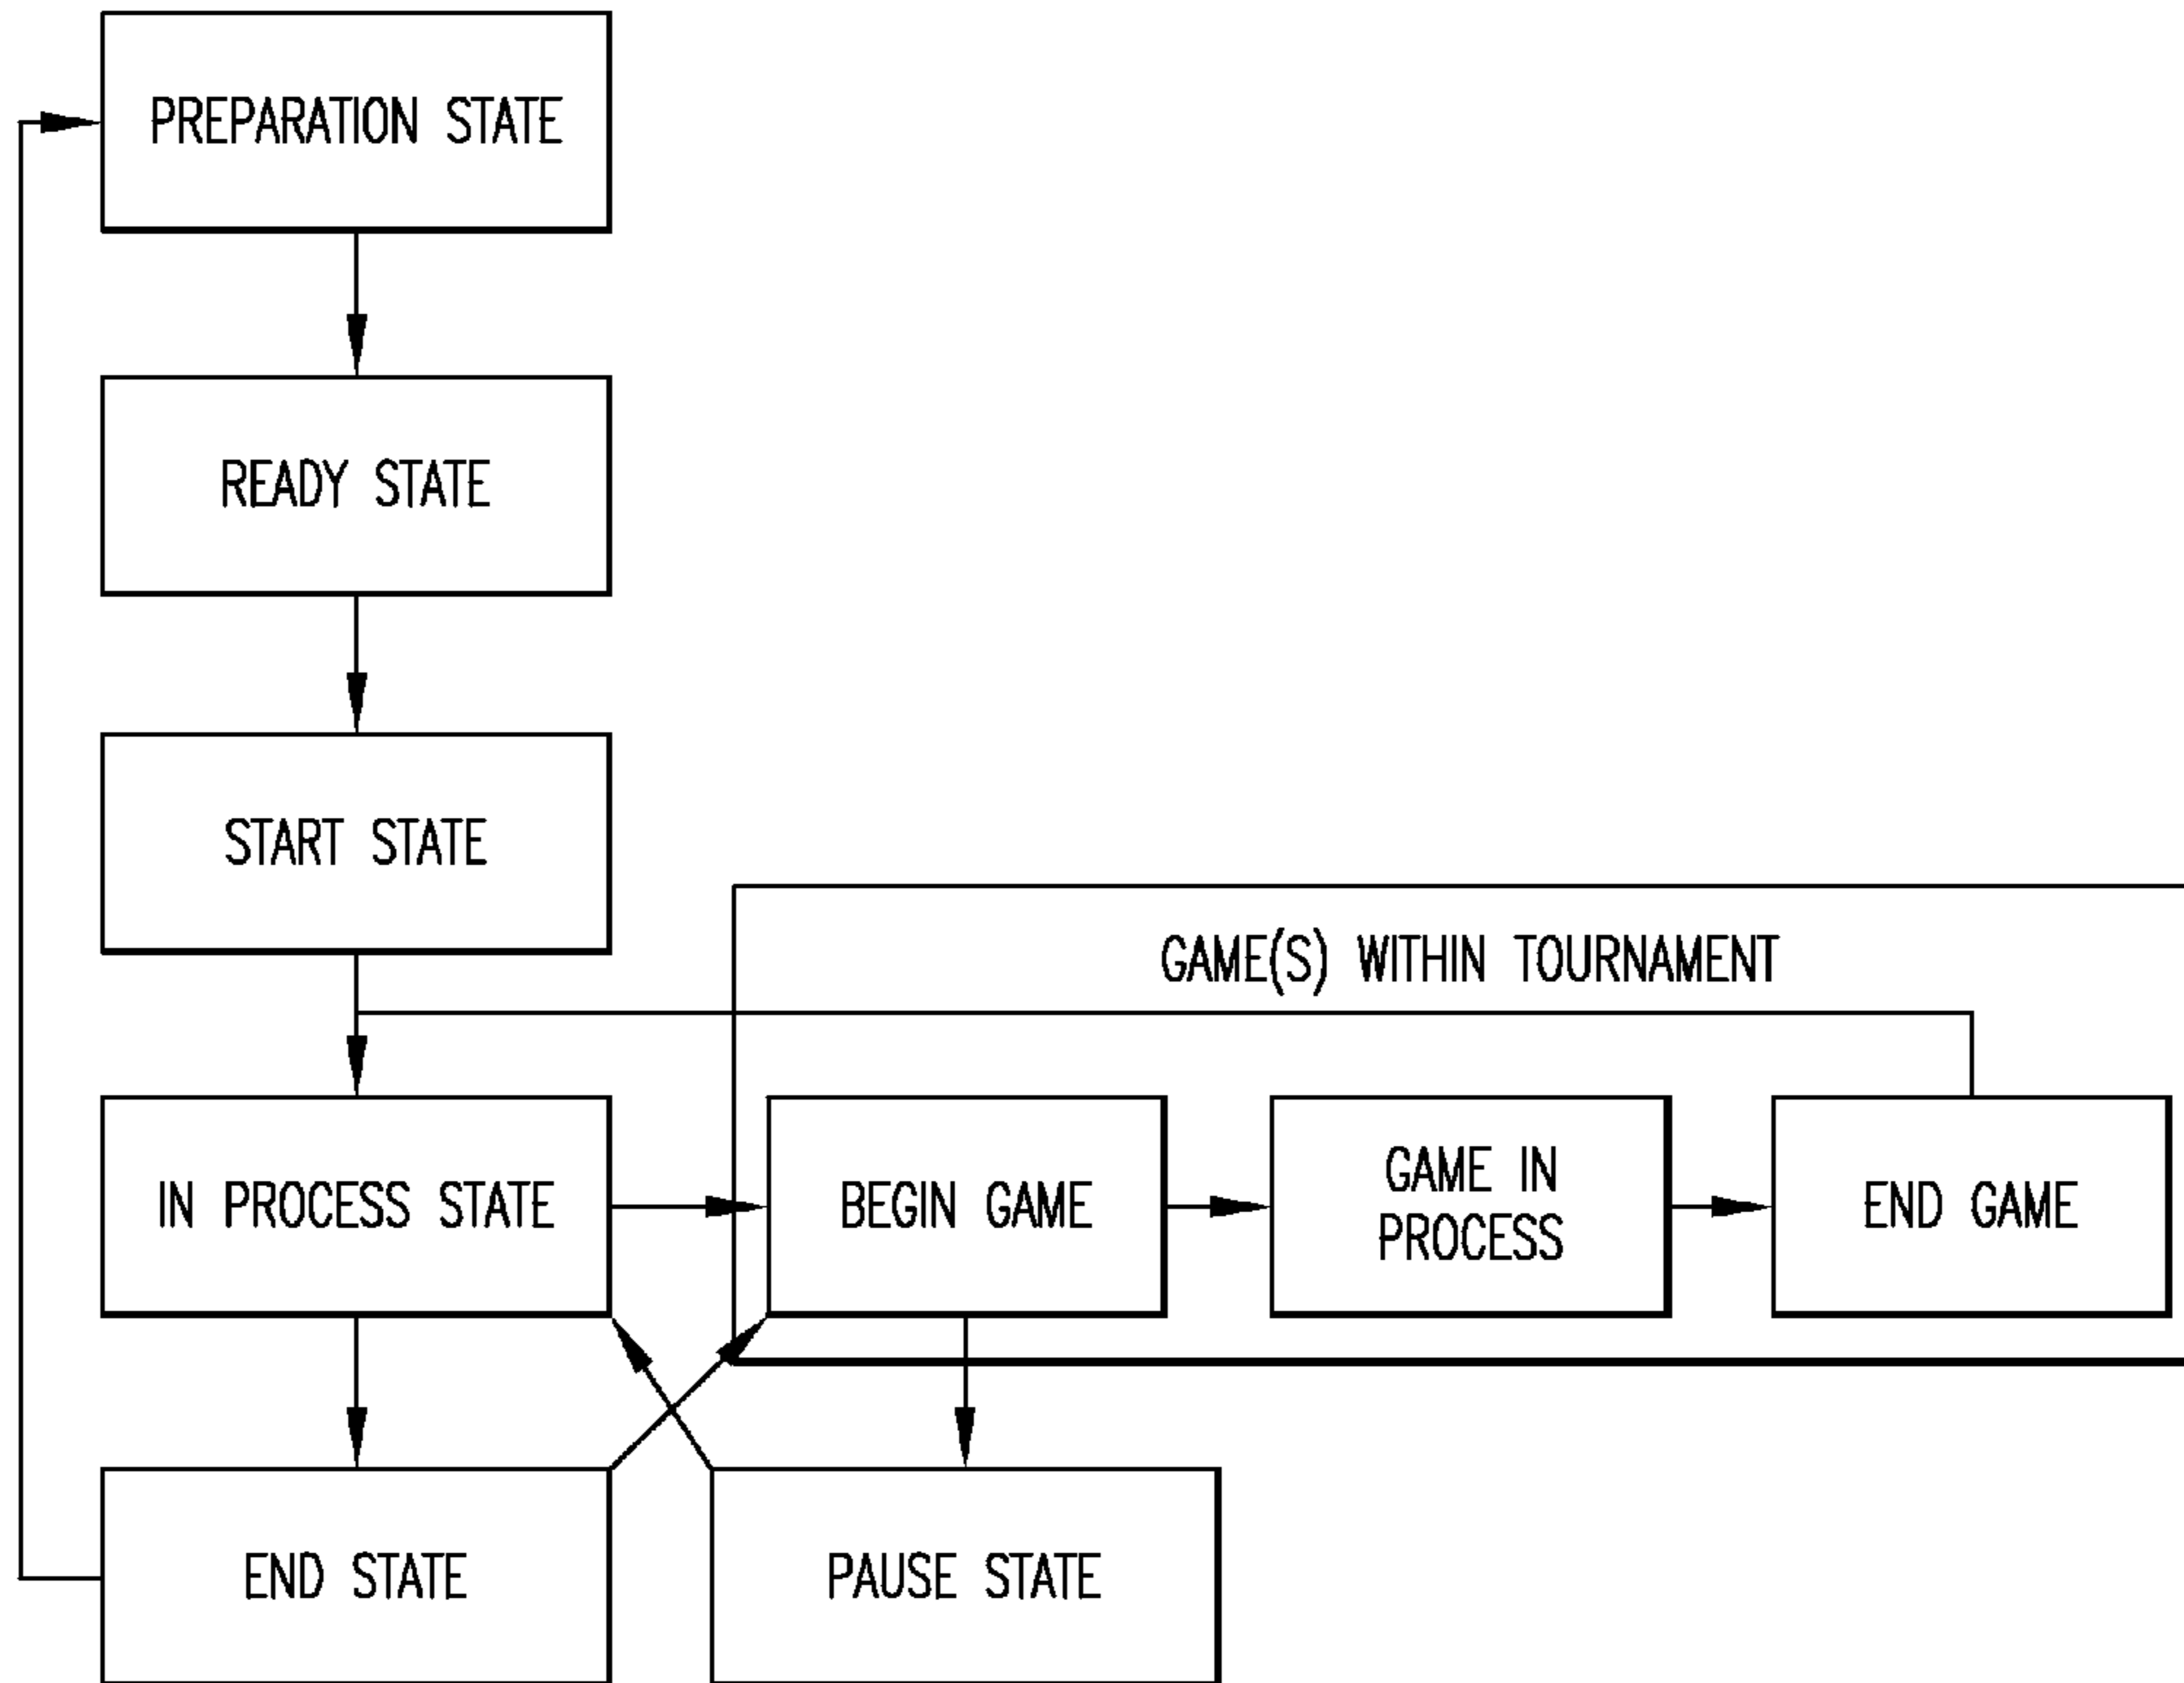 PREPARATION STATE
READY STATE
START STATE
GAME(S) WITHIN TOURNAMENT
IN PROCESS STATE
BEGIN GAME
GAME IN
PROCESS
END GAME
END STATE
PAUSE STATE